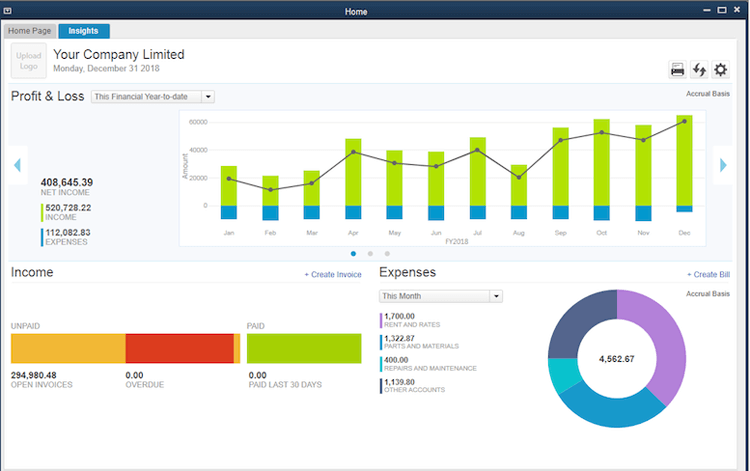 Home
Home Page Insights
Upload
Logo
Your Company Limited
Monday, December 31 2018
Profit & Loss This Financial Year-to-date Accrual Basis
408,645.39
NET INCOME
520,728.22
INCOME
112,082.83
EXPENSES
Amount
60000
40000
20000
0
Jan Feb Mar Apr May Jun Jul Aug Sep Oct Nov Dec
FY2018
Income + Create Invoice
UNPAID PAID
294,980.48 0.00 0.00
OPEN INVOICES OVERDUE PAID LAST 30 DAYS
Expenses + Create Bill
This Month Accrual Basis
1,700.00
RENT AND RATES
1,322.87
PARTS AND MATERIALS
400.00
REPAIRS AND MAINTENANCE
1,139.80
OTHER ACCOUNTS
4,562.67